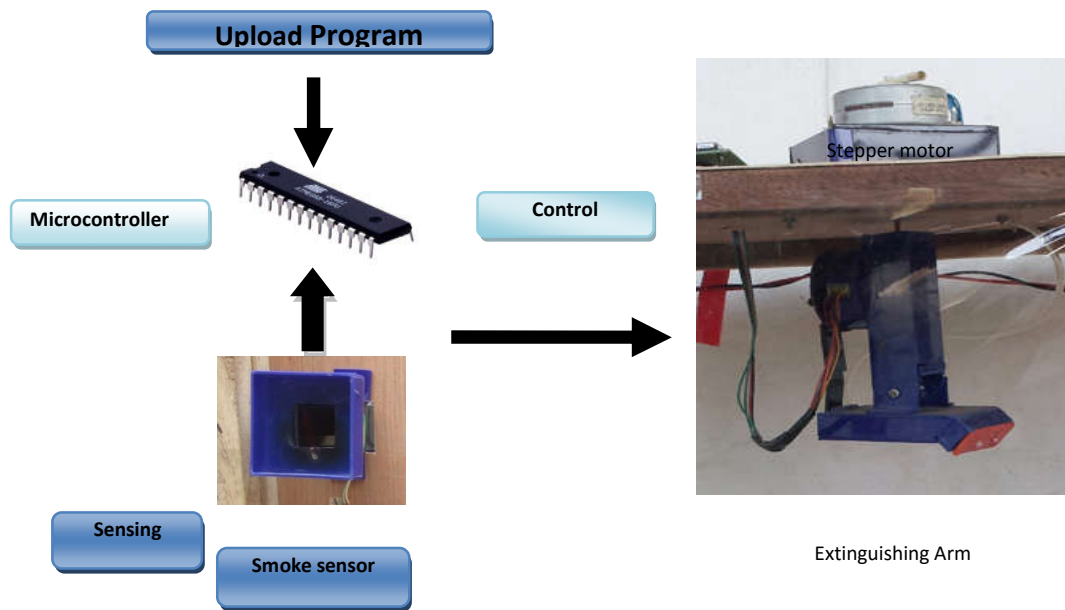 Upload Program
Stepper motor
Microcontroller
Control
Sensing
Smoke sensor
Extinguishing Arm